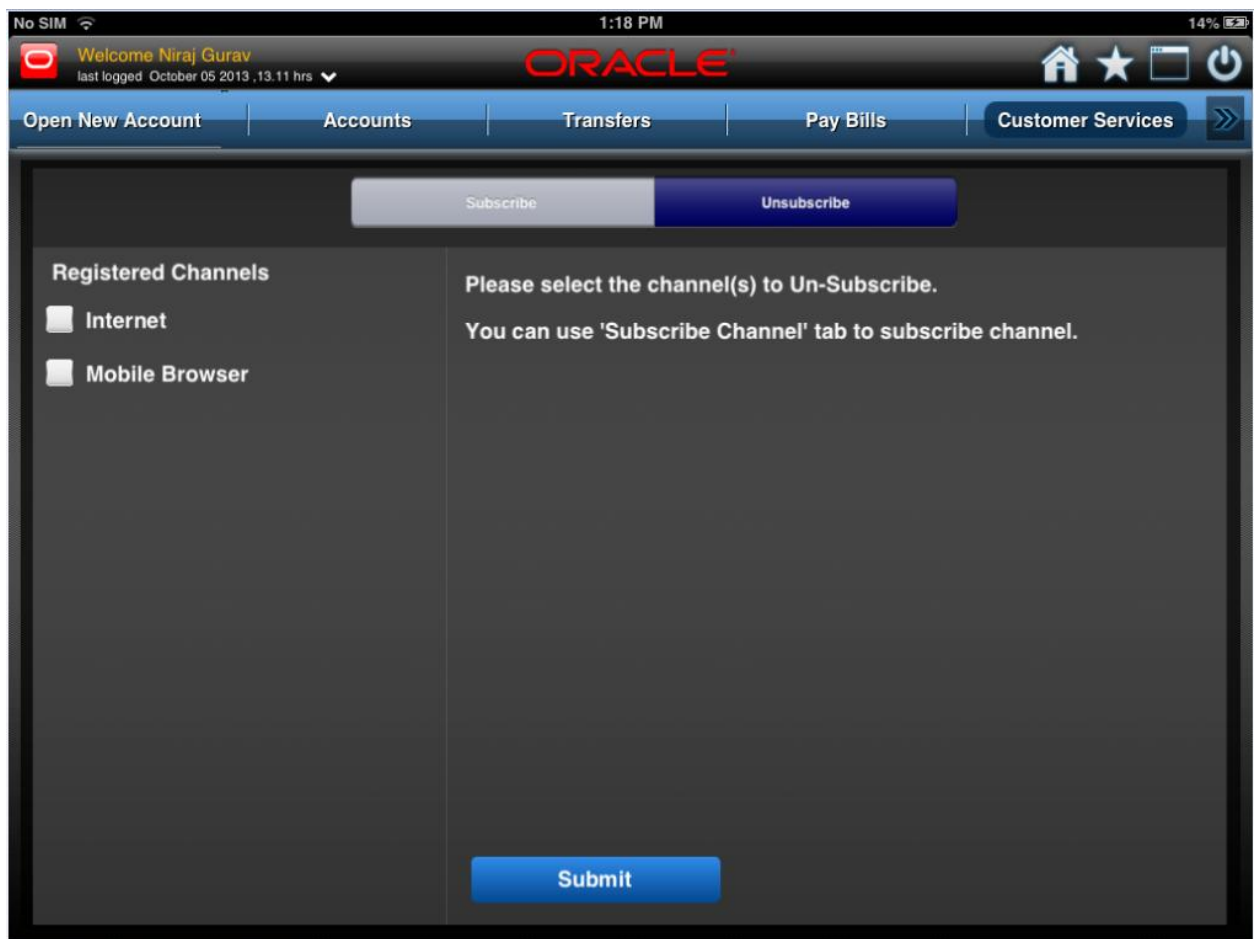 No SIM 1:18 PM 14%
Welcome Niraj Gurav
last logged October 05 2013 ,13.11 hrs
ORACLE
Open New Account Accounts Transfers Pay Bills Customer Services
Subscribe Unsubscribe
Registered Channels
Internet
Mobile Browser
Please select the channel(s) to Un-Subscribe.
You can use 'Subscribe Channel' tab to subscribe channel.
Submit